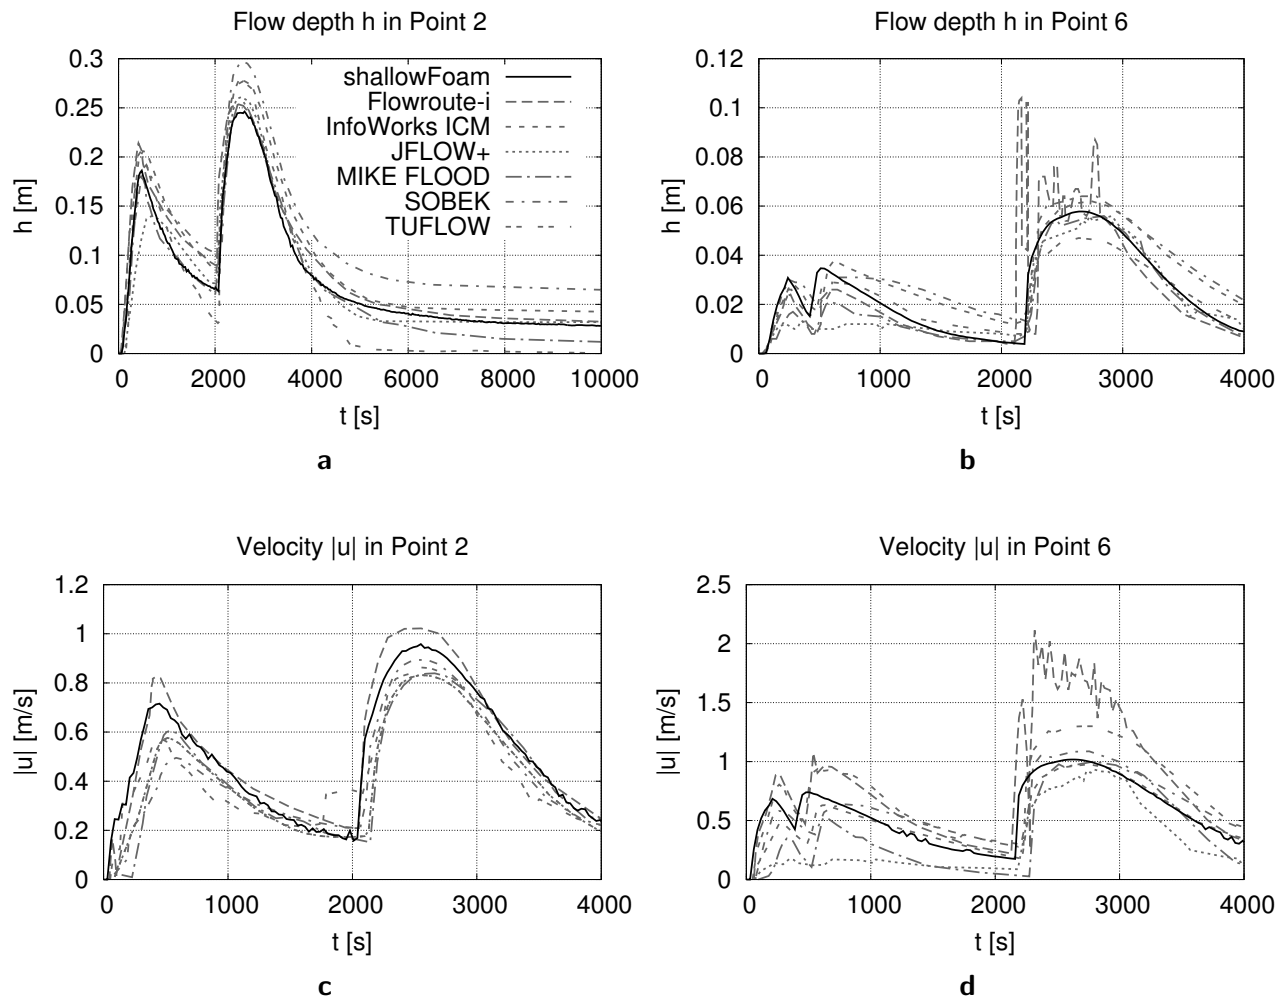 Flow depth h in Point 2
0.3
0.25
0.2
0.15
0.1
0.05
0
h [m]
shallowFoam
Flowroute-i
InfoWorks ICM
JFLOW+
MIKE FLOOD
SOBEK
TUFLOW
0 2000 4000 6000 8000 10000
t [s]
a
Flow depth h in Point 6
0.12
0.1
0.08
0.06
0.04
0.02
0
h [m]
0 1000 2000 3000 4000
t [s]
b
Velocity |u| in Point 2
1.2
1
0.8
0.6
0.4
0.2
0
|u| [m/s]
0 1000 2000 3000 4000
t [s]
c
Velocity |u| in Point 6
2.5
2
1.5
1
0.5
0
|u| [m/s]
0 1000 2000 3000 4000
t [s]
d